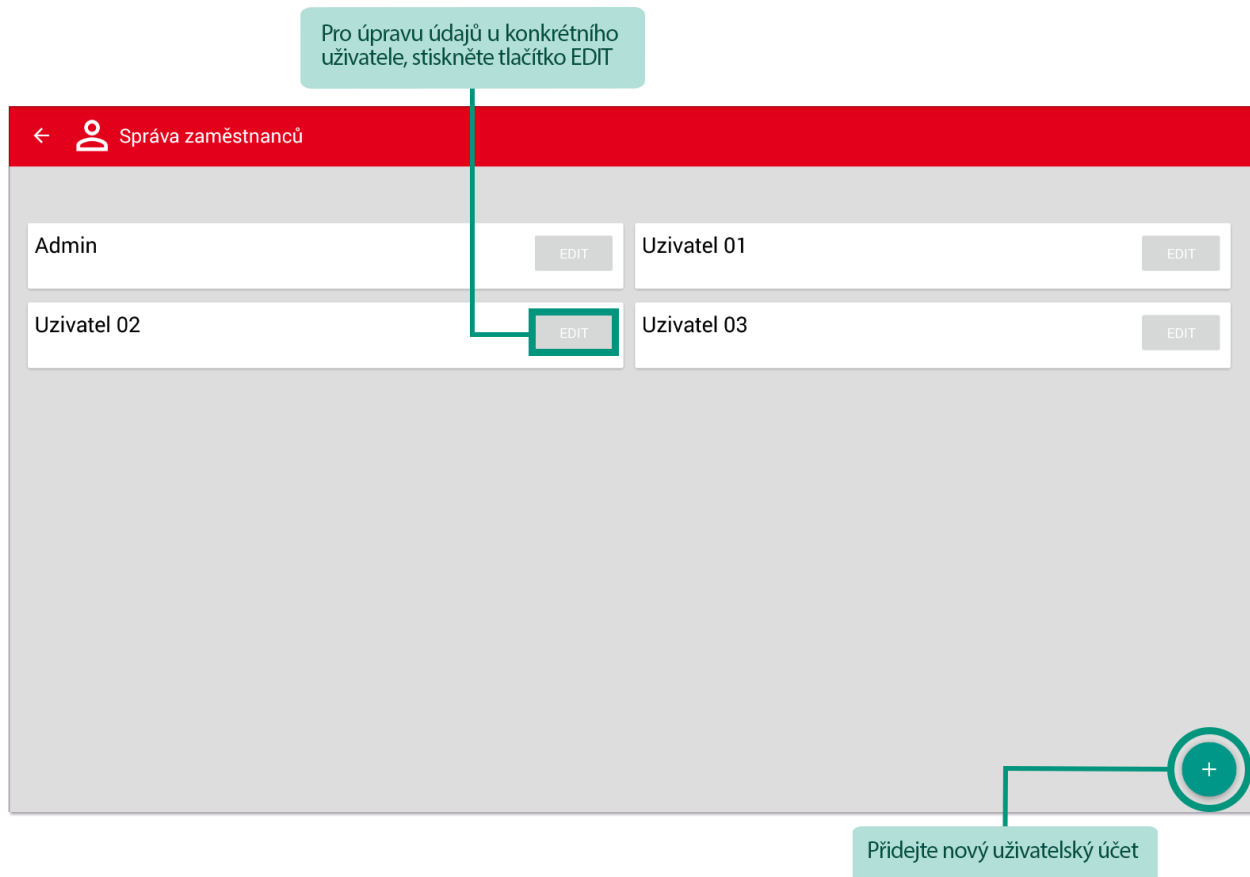 Pro úpravu údajů u konkrétního
uživatele, stiskněte tlačítko EDIT
Správa zaměstnanců
Admin
EDIT
Uzivatel 01
EDIT
Uzivatel 02
EDIT
Uzivatel 03
EDIT
+
Přidejte nový uživatelský účet